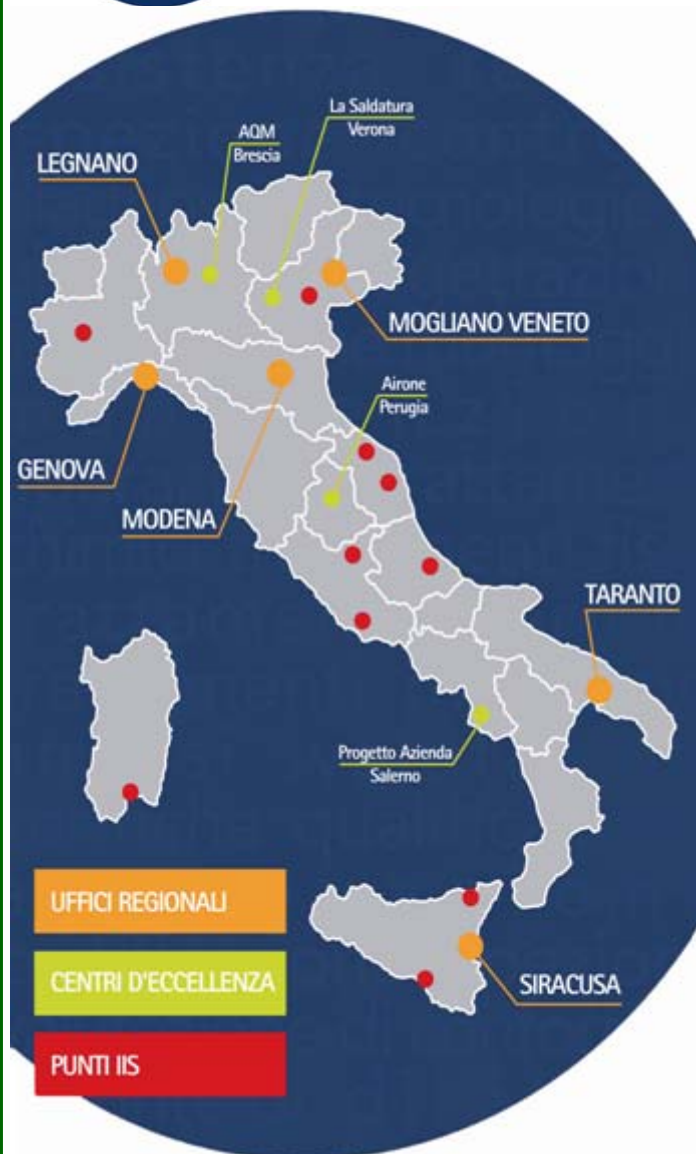 La Saldatura
Verona
AQM
Brescia
LEGNANO
MOGLIANO VENETO
Airone
Perugia
GENOVA
MODENA
TARANTO
Progetto Azienda
Salerno
UFFICI REGIONALI
CENTRI D'ECCELLENZA
SIRACUSA
PUNTI IIS